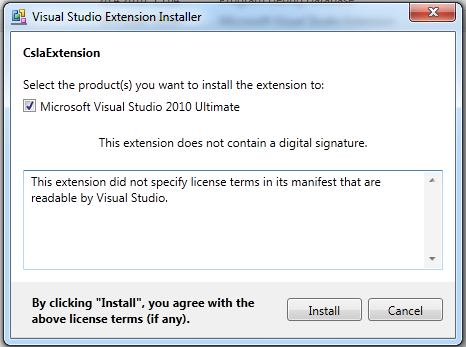 Visual Studio Extension Installer
CslaExtension
Select the product(s) you want to install the extension to:
Microsoft Visual Studio 2010 Ultimate
This extension does not contain a digital signature.
This extension did not specify license terms in its manifest that are
readable by Visual Studio.
By clicking "Install", you agree with the
above license terms (if any).
Install
Cancel